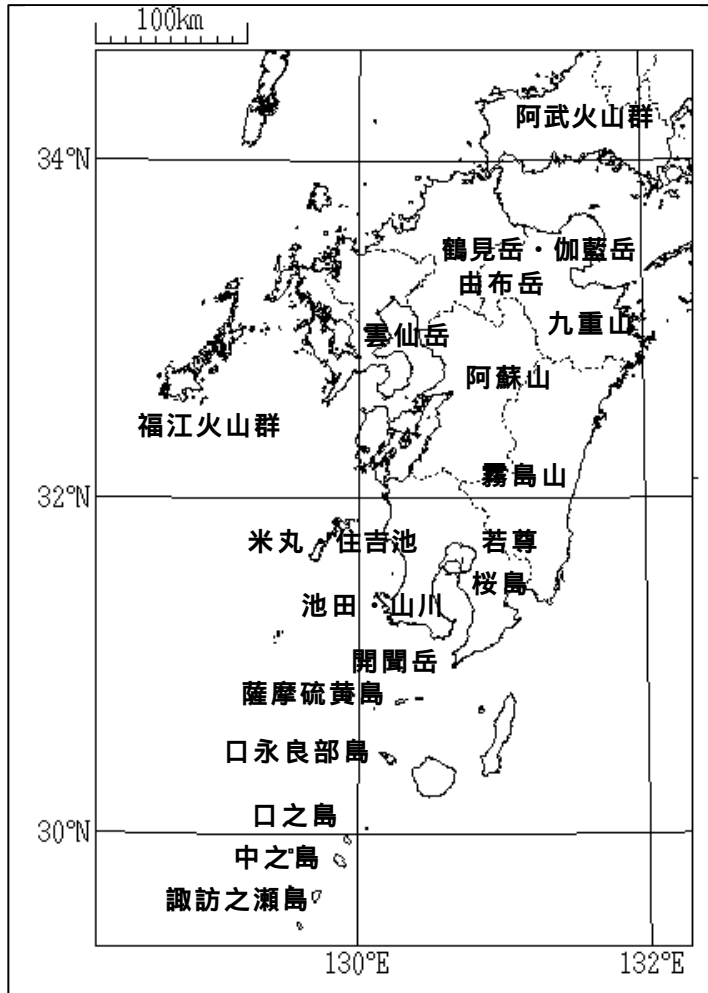 100km
阿武火山群
34°N
鶴見岳・伽藍岳
由布岳
九重山
雲仙岳
阿蘇山
福江火山群
霧島山
32°N
米丸・住吉池
若尊
桜島
池田・山川
開聞岳
薩摩硫黄島
口永良部島
口之島
30°N
中之島
諏訪之瀬島
130°E
132°E